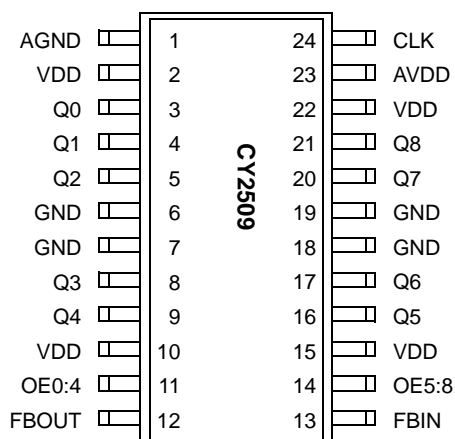 AGND 1 24 CLK
VDD 2 23 AVDD
Q0 3 22 VDD
Q1 4 21 Q8
Q2 5 20 Q7
GND 6 19 GND
GND 7 18 GND
Q3 8 17 Q6
Q4 9 16 Q5
VDD 10 15 VDD
OE0:4 11 14 OE5:8
FBOUT 12 13 FBIN
CY2509